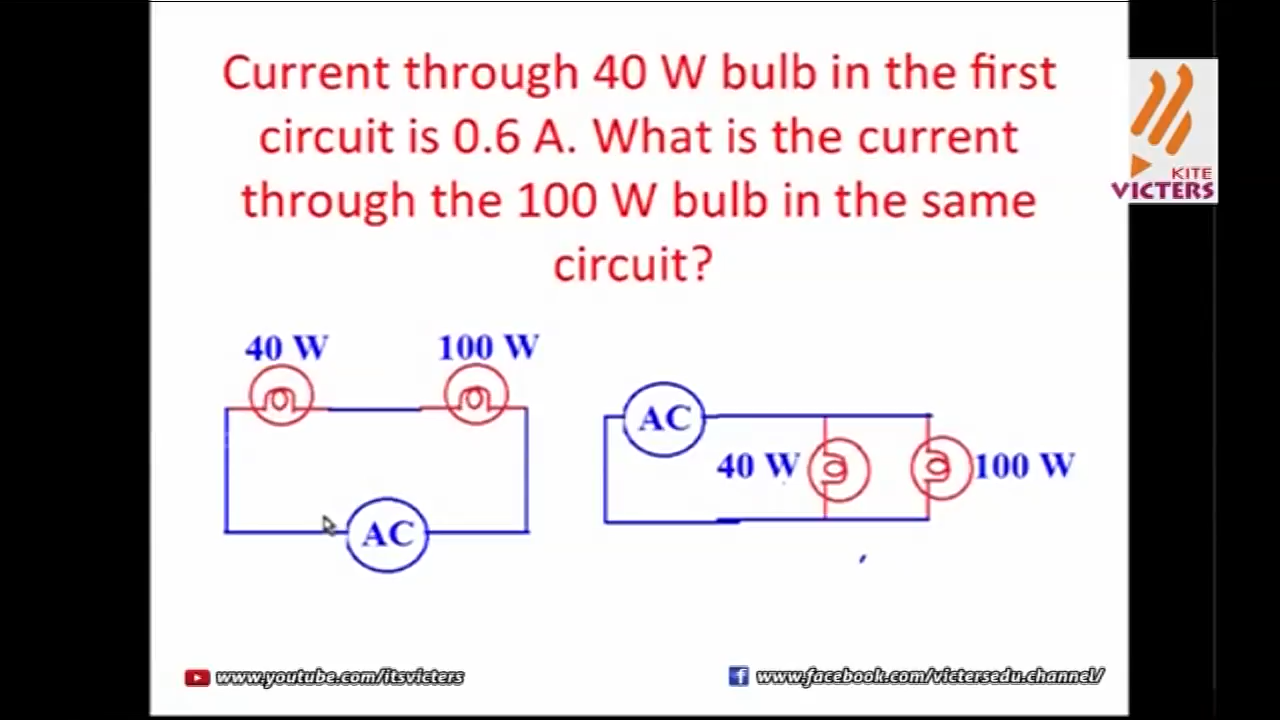 Current through 40 W bulb in the first
circuit is 0.6 A. What is the current
through the 100 W bulb in the same
circuit?
KITE
VICTERS
40 W
100 W
AC
AC
40 W
100 W
www.youtube.com/itsvicters
www.facebook.com/victersedu.channel/